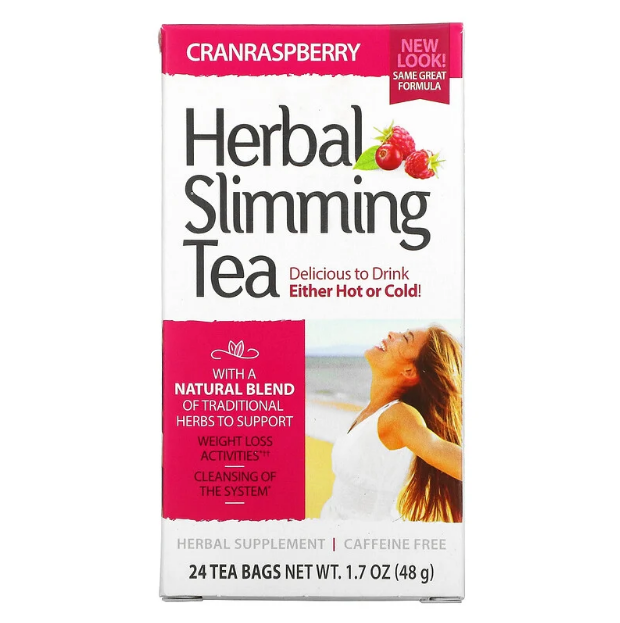 CRANRASPBERRY
NEW
LOOK!
SAME GREAT
FORMULA
Herbal
Slimming
Tea
Delicious to Drink
Either Hot or Cold!
WITH A
NATURAL BLEND
OF TRADITIONAL
HERBS TO SUPPORT
WEIGHT LOSS
ACTIVITIES*††
CLEANSING OF
THE SYSTEM*
HERBAL SUPPLEMENT | CAFFEINE FREE
24 TEA BAGS NET WT. 1.7 OZ (48 g)